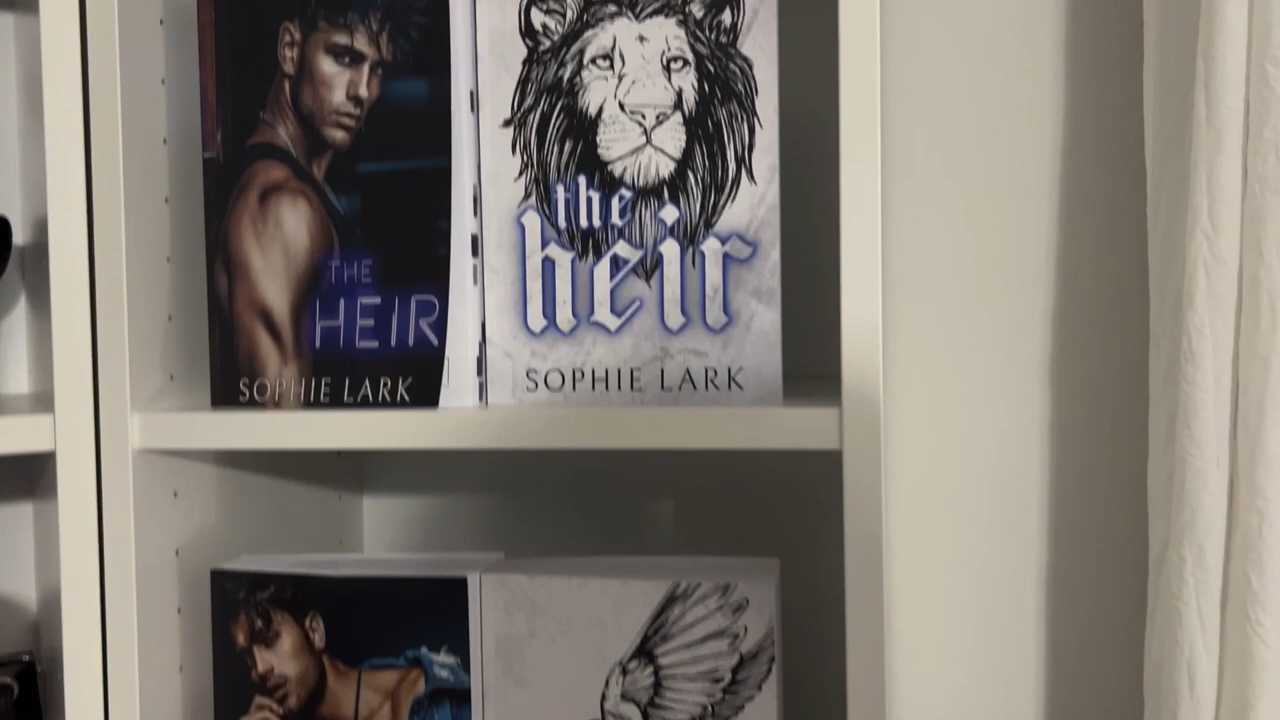 THE
HEIR
SOPHIE LARK
the
heir
SOPHIE LARK